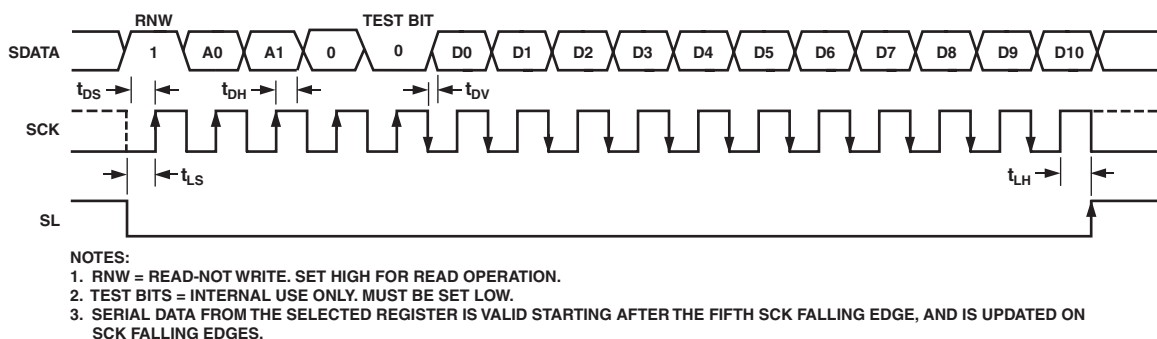 RNW TEST BIT
SDATA 1 A0 A1 0 0 D0 D1 D2 D3 D4 D5 D6 D7 D8 D9 D10
tDS tDH tDV
SCK
tLS tLH
SL
NOTES:
1. RNW = READ-NOT WRITE. SET HIGH FOR READ OPERATION.
2. TEST BITS = INTERNAL USE ONLY. MUST BE SET LOW.
3. SERIAL DATA FROM THE SELECTED REGISTER IS VALID STARTING AFTER THE FIFTH SCK FALLING EDGE, AND IS UPDATED ON
SCK FALLING EDGES.